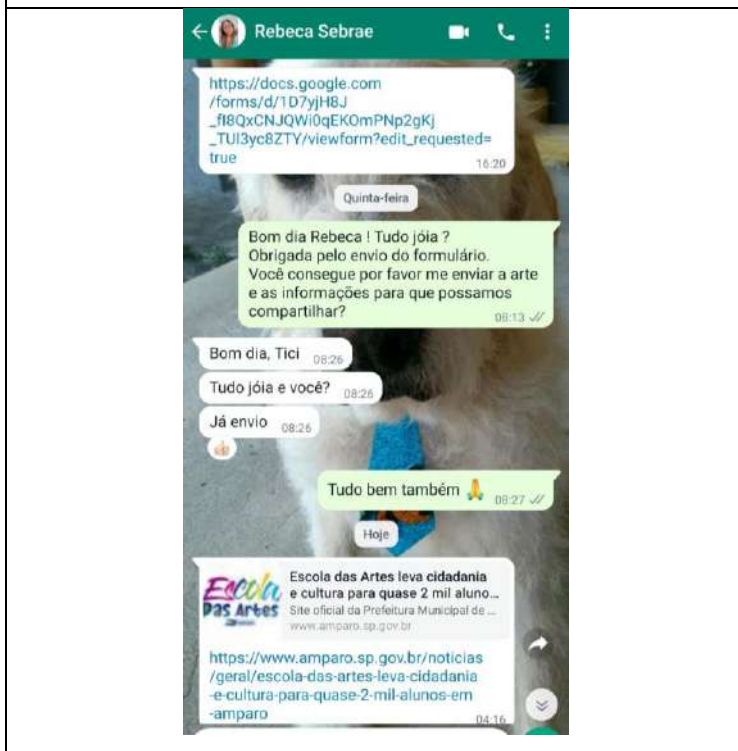 Rebeca Sebrae
https://docs.google.com
/forms/d/1D7yjH8J
_fI8QxCNJQWi0qEKOmPNp2gKj
_TUI3yc8ZTY/viewform?edit_requested=
true
16:20
Quinta-feira
Bom dia Rebeca ! Tudo jóia ?
Obrigada pelo envio do formulário.
Você consegue por favor me enviar a arte
e as informações para que possamos
compartilhar?
08:13
Bom dia, Tici 08:26
Tudo jóia e você? 08:26
Já envio 08:26
Tudo bem também 🙏 08:27
Hoje
Escola
Das Artes
Escola das Artes leva cidadania
e cultura para quase 2 mil aluno...
Site oficial da Prefeitura Municipal de ...
www.amparo.sp.gov.br
https://www.amparo.sp.gov.br/noticias
/geral/escola-das-artes-leva-cidadania
-e-cultura-para-quase-2-mil-alunos-em
-amparo
04:16